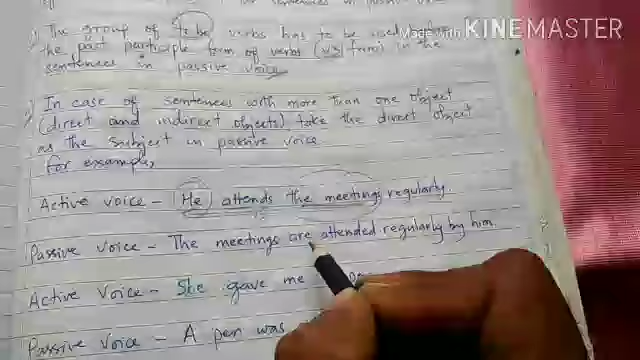 The group of to be verbs has to be used
Made with KINEMASTER
the past participle form of verbs (v3 form) in the
sentences in passive voice
In case of sentences with more than one object
(direct and indirect objects), take the direct object
as the subject in passive voice
For example,
Active voice - He attends the meetings regularly.
Passive voice - The meetings are attended regularly by him.
Active voice - She gave me
Passive voice - A pen was